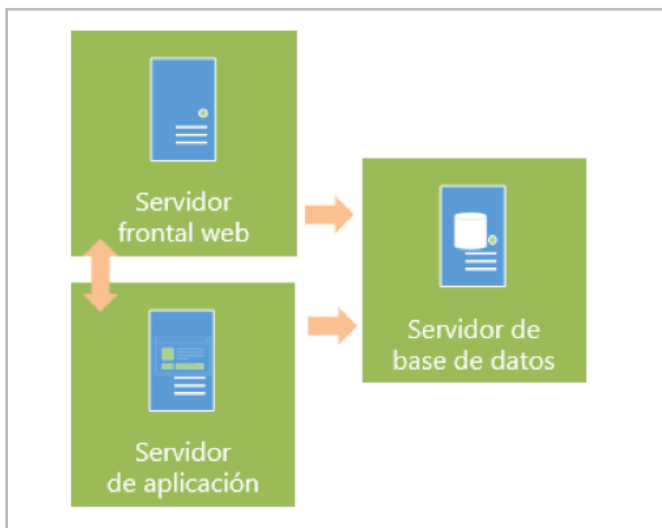 Servidor
frontal web
Servidor de
base de datos
Servidor
de aplicación